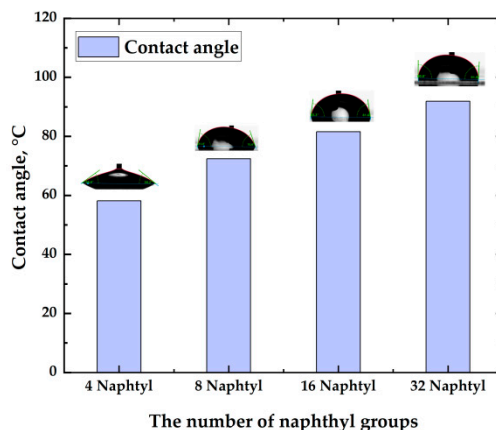 Contact angle
Contact angle, °C
120
100
80
60
40
20
0
4 Naphtyl 8 Naphtyl 16 Naphtyl 32 Naphtyl
The number of naphthyl groups